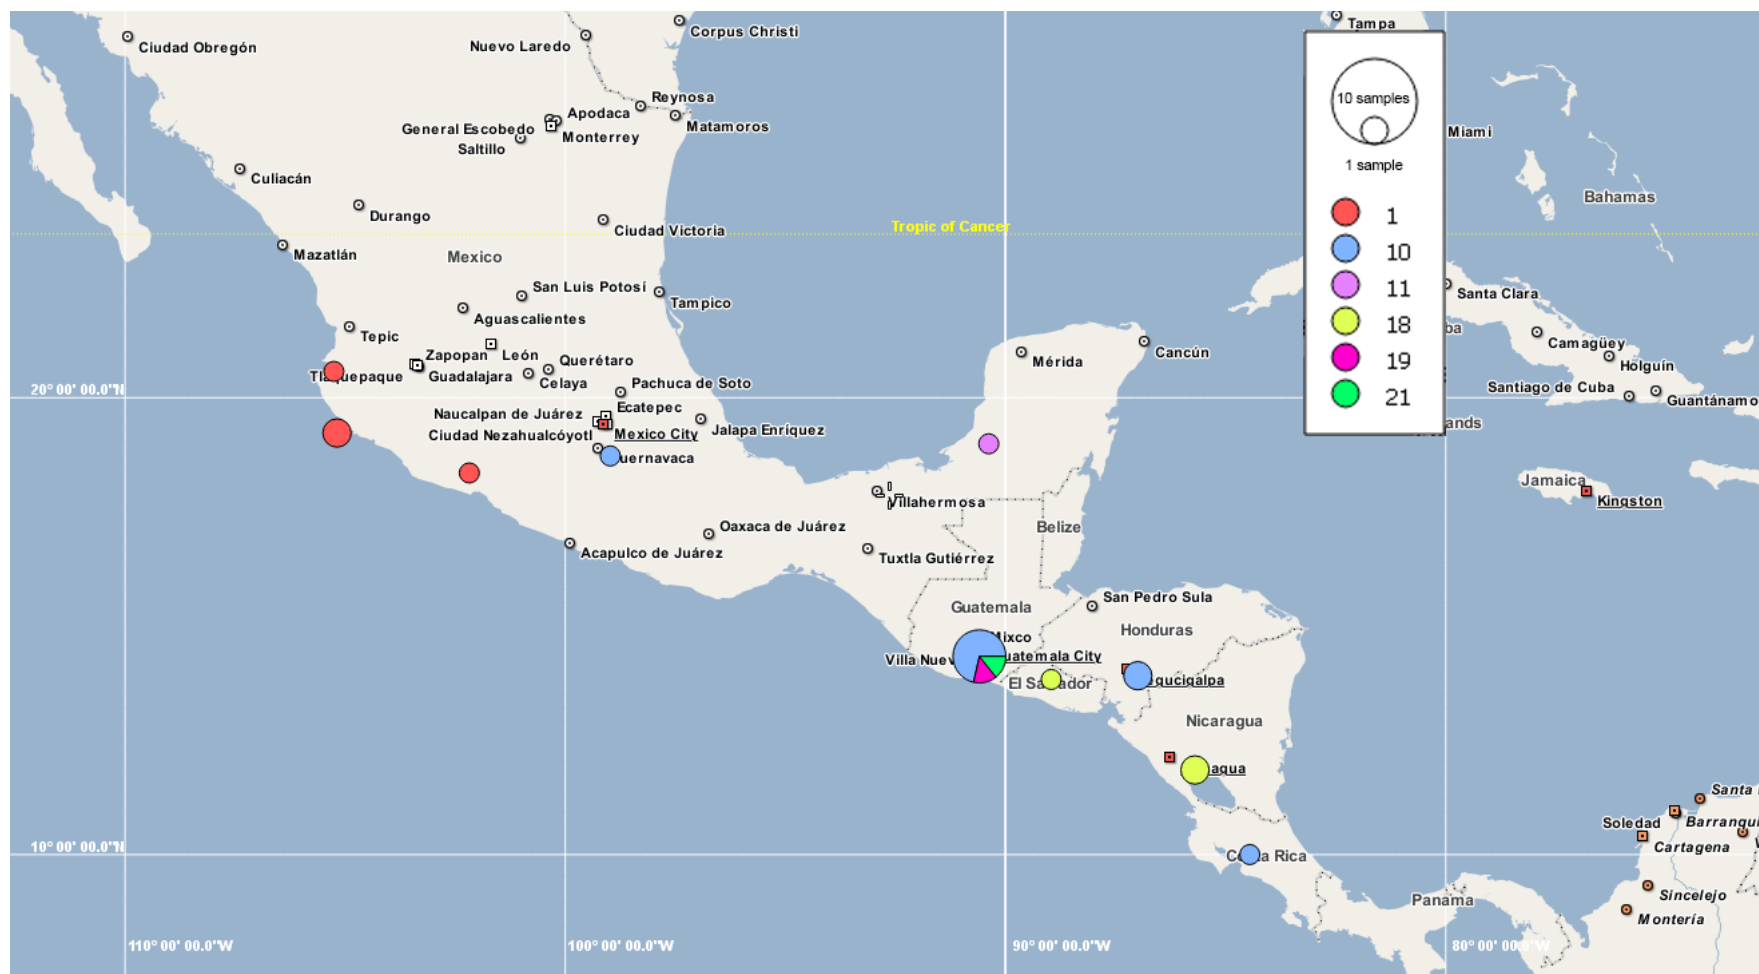 Tampa
Corpus Christi
Ciudad Obregón
Nuevo Laredo
Reynosa
10 samples
Apodaca
Matamoros
General Escobedo
Monterrey
Miami
Saltillo
1 sample
Culiacán
Bahamas
Durango
1
Tropic of Cancer
Ciudad Victoria
Mazatlán
10
Mexico
San Luis Potosí
11
Santa Clara
Tampico
Aguascalientes
18
Tepic
Camagüey
Zapopan
León
Querétaro
Mérida
Cancún
19
Holguín
Guadalajara
Celaya
Pachuca de Soto
Santiago de Cuba
20° 00' 00.0"N
21
Guantánamo
Naucalpan de Juárez
Ecatepec
Ciudad Nezahualcóyotl
Mexico City
Jalapa Enríquez
Jamaica
Villahermosa
Kingston
Oaxaca de Juárez
Belize
Acapulco de Juárez
Tuxtla Gutiérrez
San Pedro Sula
Guatemala
Honduras
Nicaragua
Santa
Soledad
10° 00' 00.0"N
Cartagena
Sincelejo
Panama
Montería
110° 00' 00.0"W
100° 00' 00.0"W
90° 00' 00.0"W
80° 00' 00.0"W